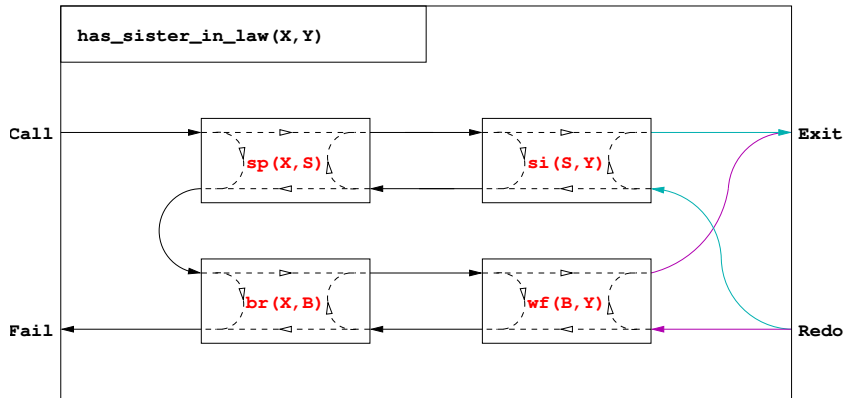 has_sister_in_law(X,Y)
Call
Exit
sp(X,S)
si(S,Y)
br(X,B)
wf(B,Y)
Fail
Redo